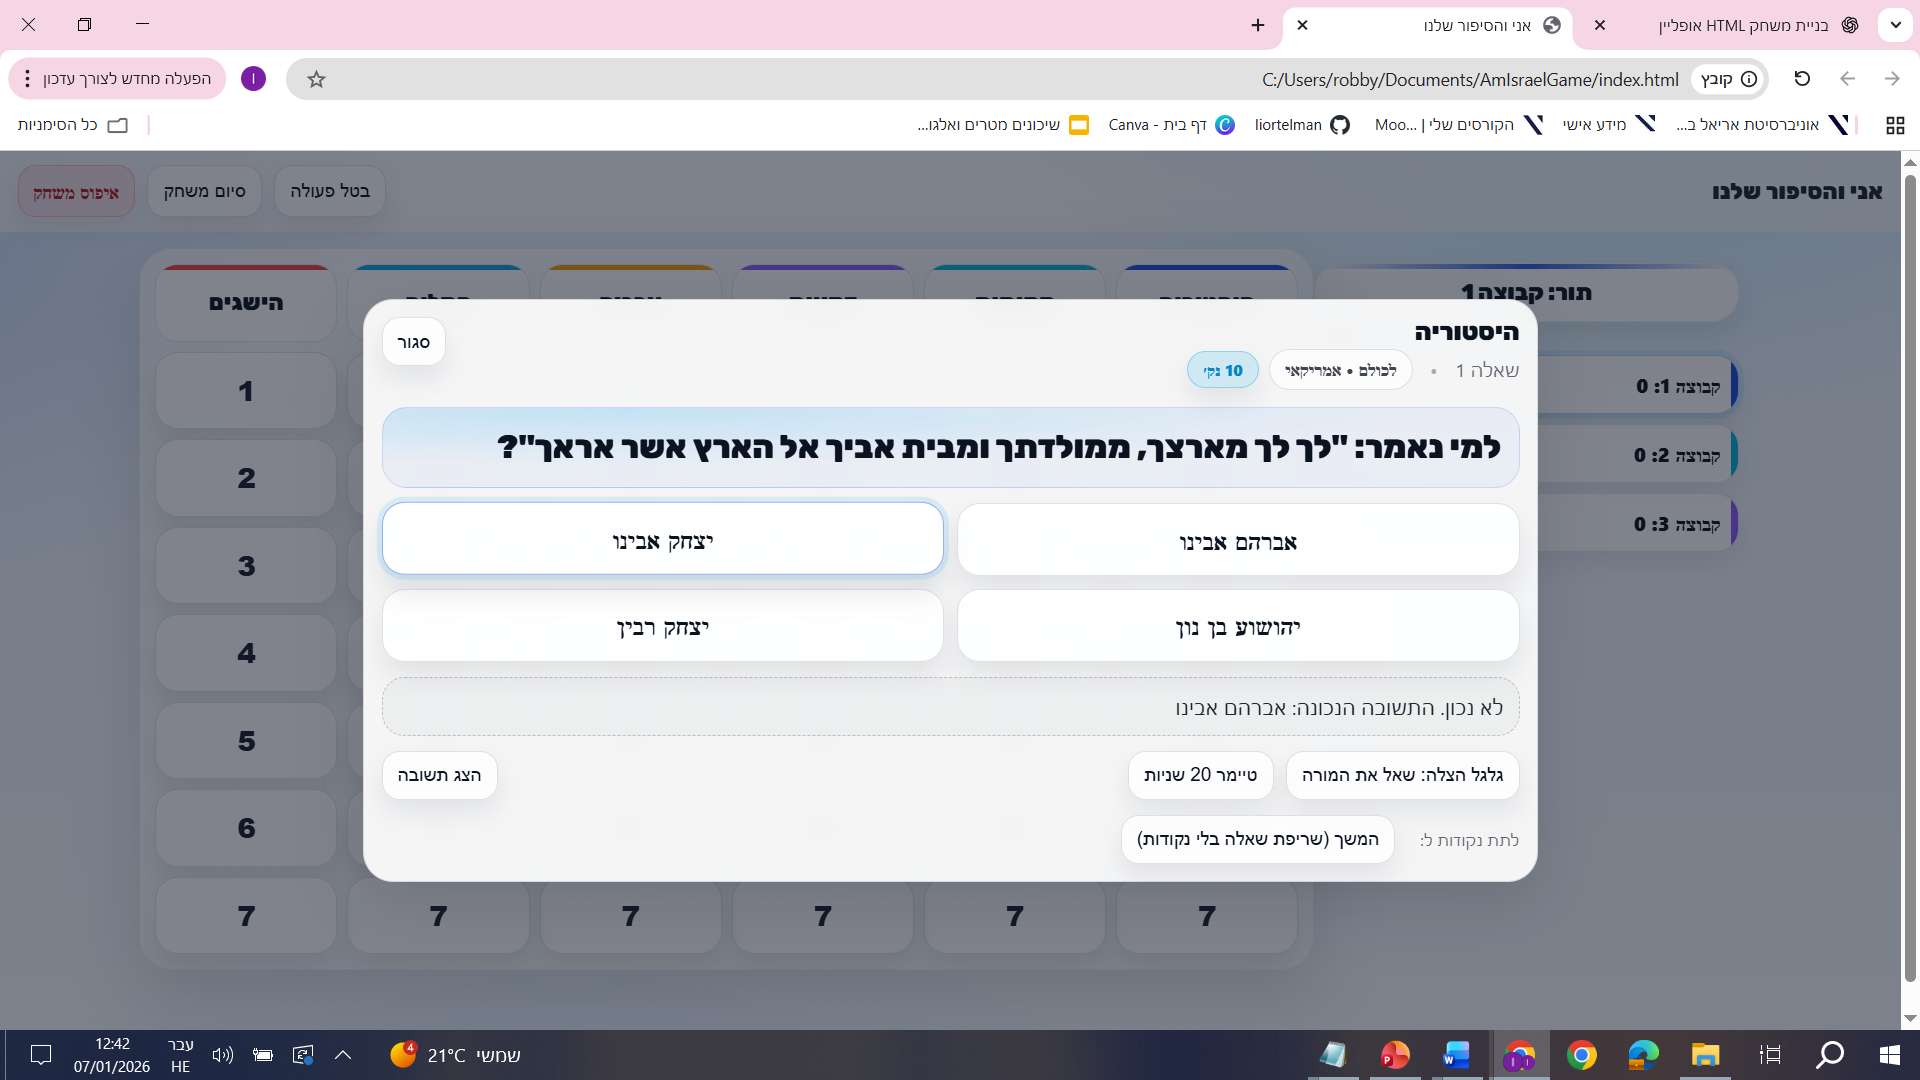 בניית משחק HTML אופליין
אני והסיפור שלנו
קובץ
C:/Users/robby/Documents/AmIsraelGame/index.html
הפעלה מחדש לצורך עדכון
אוניברסיטת אריאל ב...
מידע אישי
הקורסים שלי | Moo...
liortelman
דף בית - Canva
שיכונים מטרים ואלגו...
כל הסימניות
אני והסיפור שלנו
בטל פעולה
סיום משחק
איפוס משחק
תור: קבוצה 1
קבוצה 1: 0
קבוצה 2: 0
קבוצה 3: 0
הישגים
1
2
3
4
5
6
7 7 7 7 7 7
היסטוריה
סגור
שאלה 1 • לכולם • אמריקאי 10 נק׳
למי נאמר: "לך לך מארצך, ממולדתך ומבית אביך אל הארץ אשר אראך"?
אברהם אבינו
יצחק אבינו
יהושוע בן נון
יצחק רבין
לא נכון. התשובה הנכונה: אברהם אבינו
גלגל הצלה: שאל את המורה
טיימר 20 שניות
הצג תשובה
לתת נקודות ל:
המשך (שריפת שאלה בלי נקודות)
שמשי 21°C
4
עבר
HE
12:42
07/01/2026